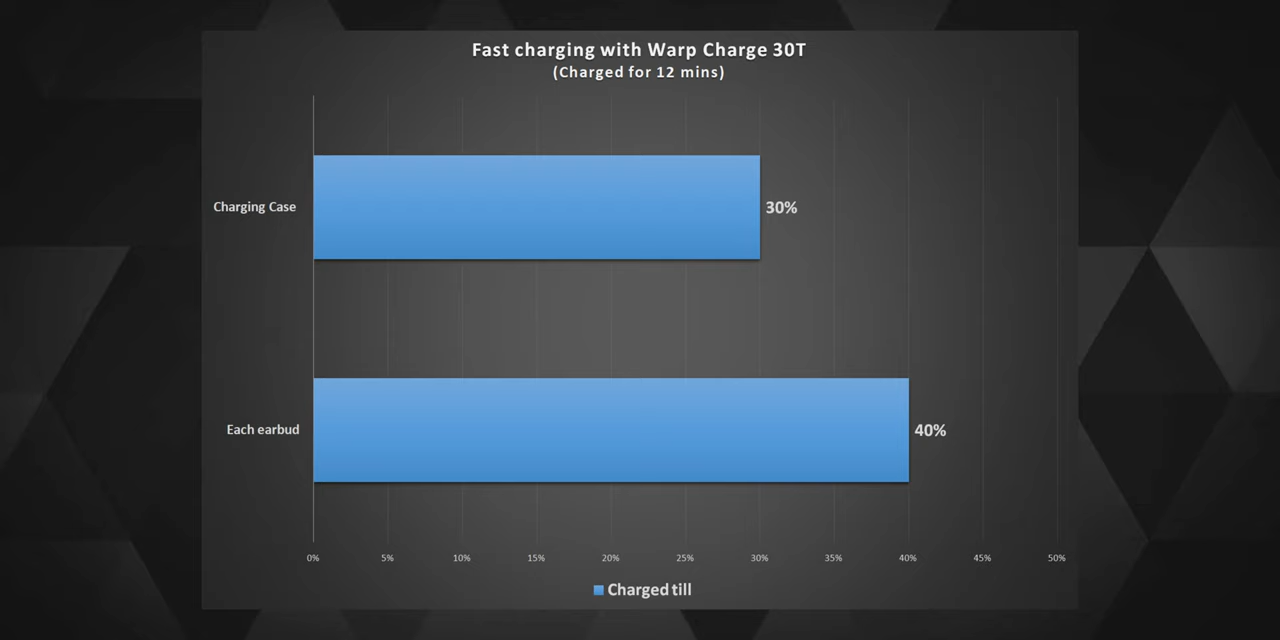 Fast charging with Warp Charge 30T
(Charged for 12 mins)
Charging Case
30%
Each earbud
40%
0% 5% 10% 15% 20% 25% 30% 35% 40% 45% 50%
Charged till